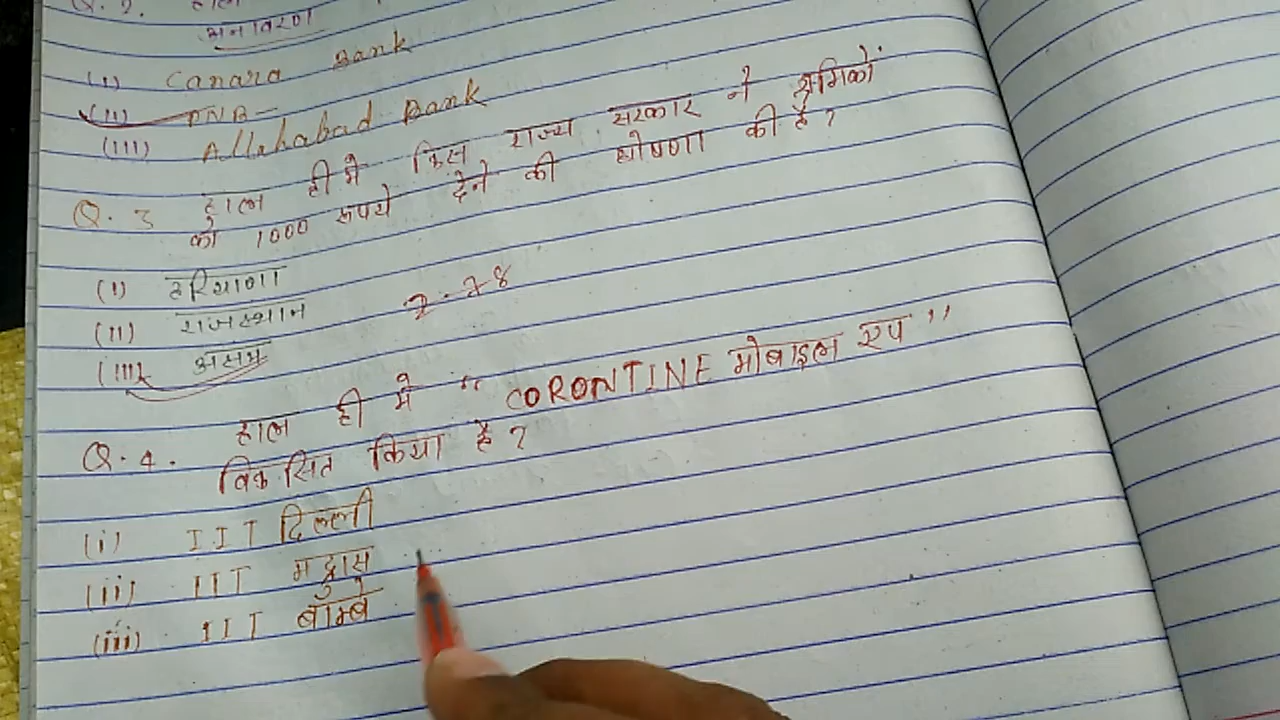 Q. 2. हाल
अनावरण
(i) Canara Bank
(ii) PNB
(iii) Allahabad Bank
Q. 3 हाल ही मे किस राज्य सरकार ने श्रमिकों
को 1000 रूपये देने की घोषणा की है ?
(i) हरियाणा
(ii) राजस्थान
(iii) असम
Q. 4. हाल ही मे " CORONTINE मोबाइल एप "
विकसित किया है ?
(i) IIT दिल्ली
(ii) IIT मद्रास
(iii) IIT बाम्बे